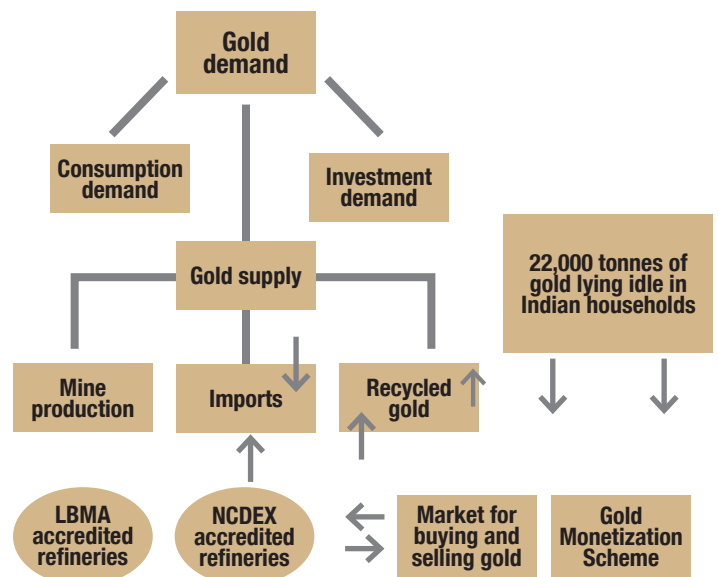 Gold
demand
Consumption
demand
Investment
demand
Gold supply
22,000 tonnes of
gold lying idle in
Indian households
Mine
production
Imports
Recycled
gold
LBMA
accredited
refineries
NCDEX
accredited
refineries
Market for
buying and
selling gold
Gold
Monetization
Scheme